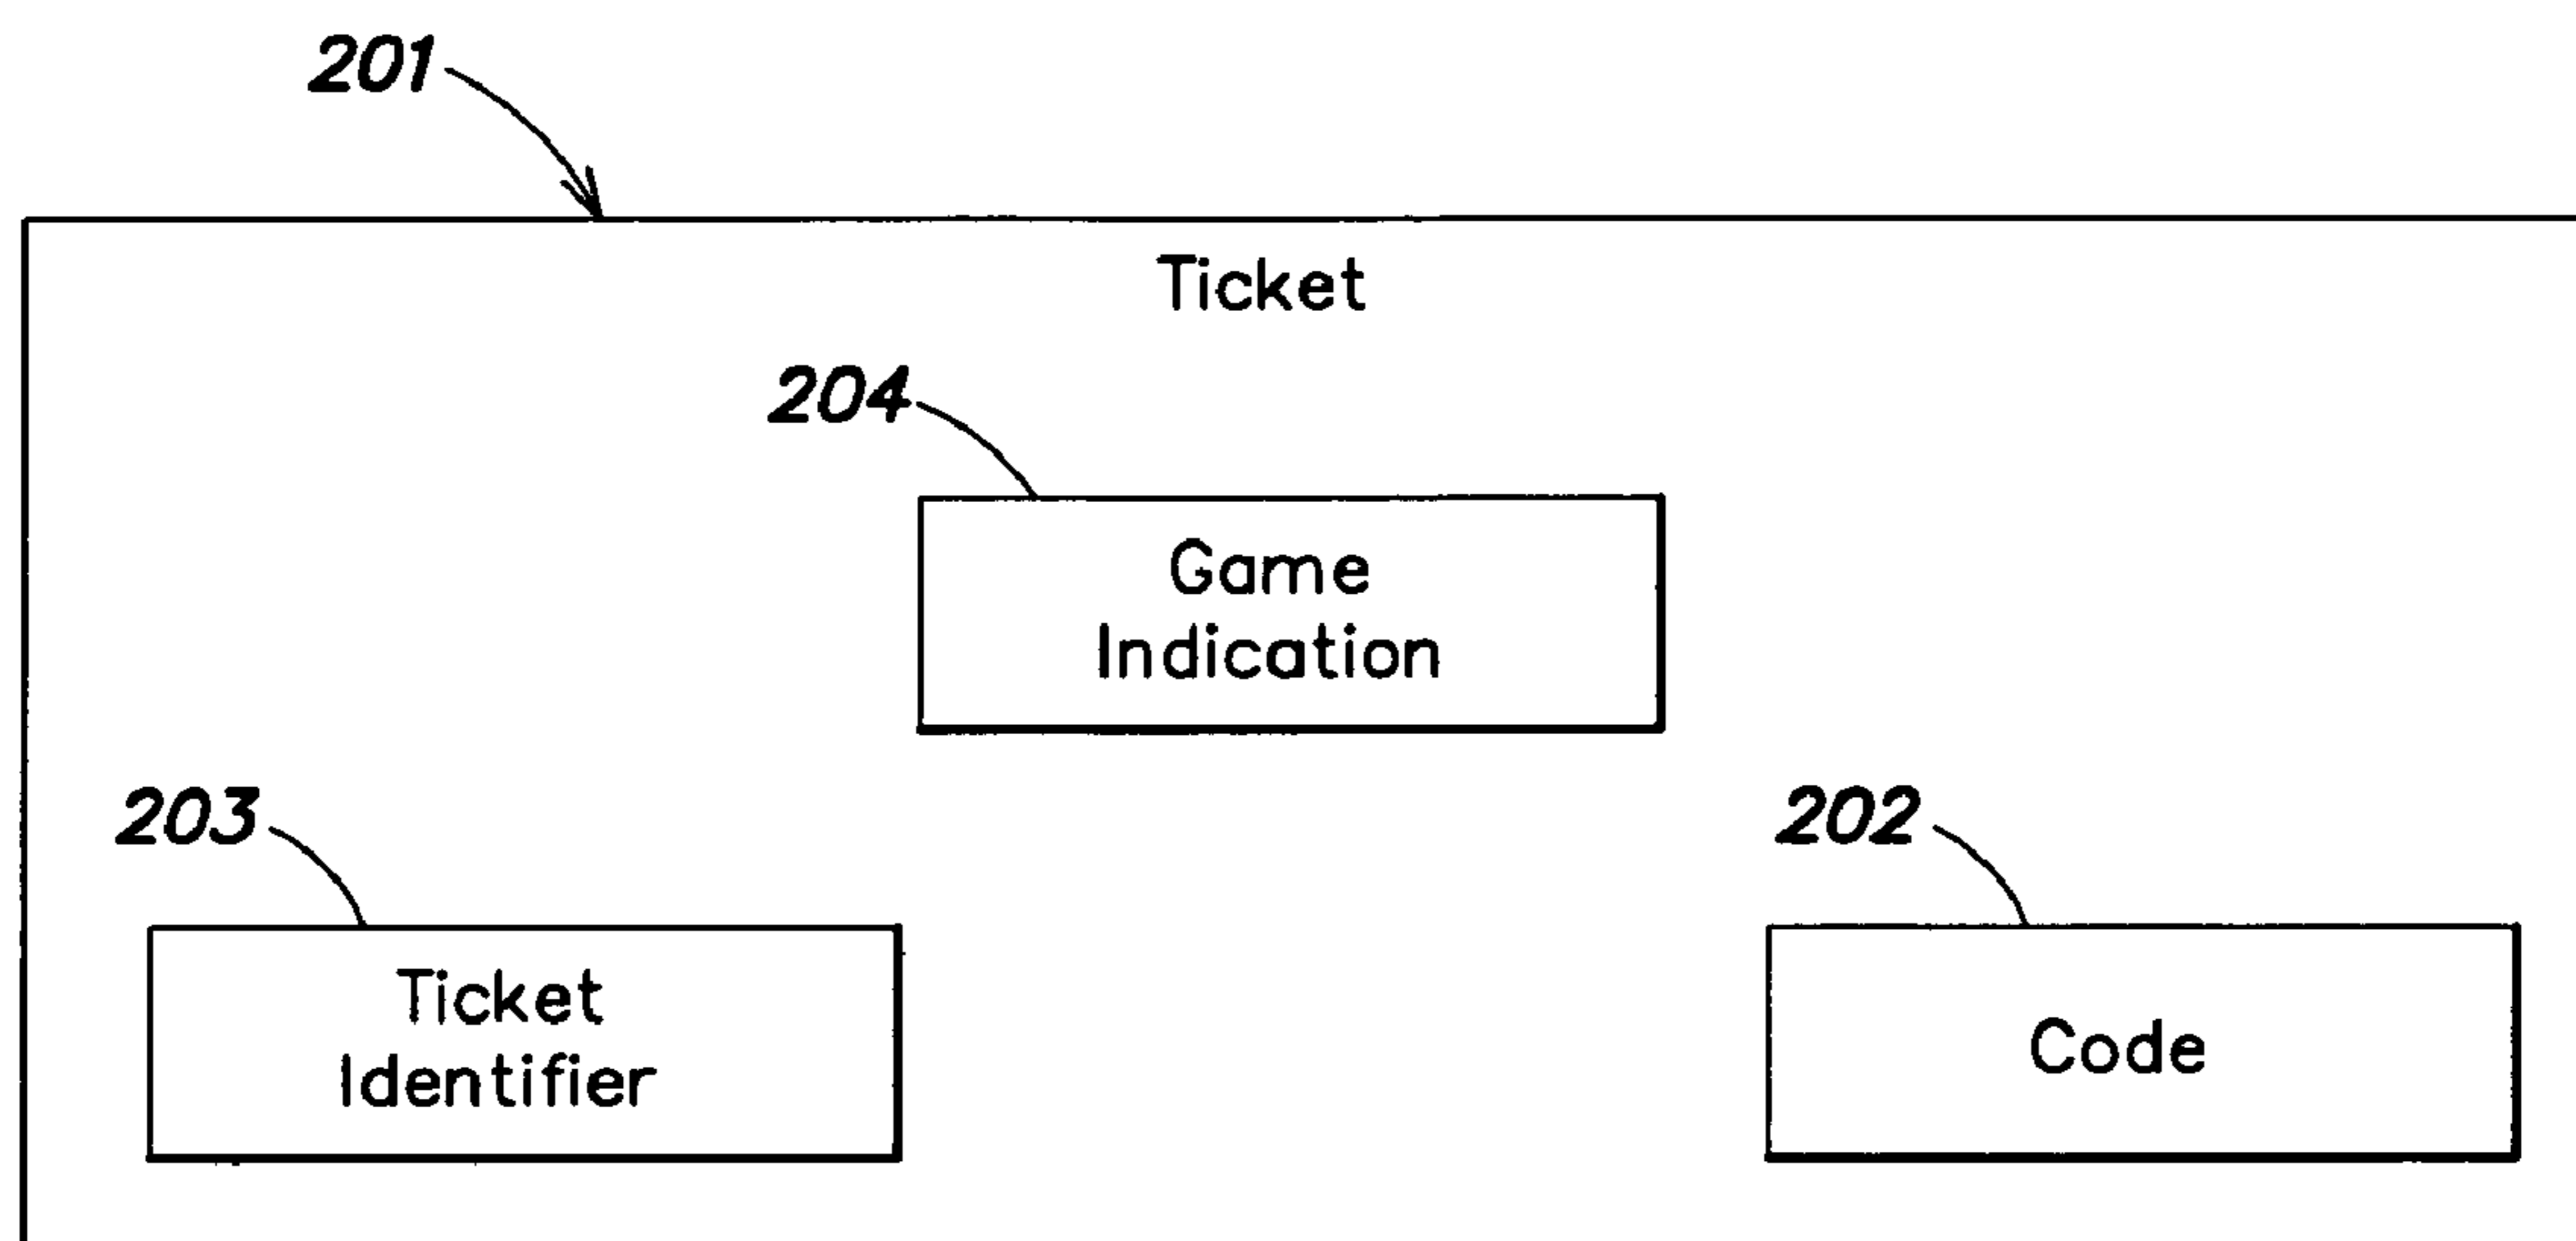 201
Ticket
204
Game
Indication
203
202
Ticket
Identifier
Code